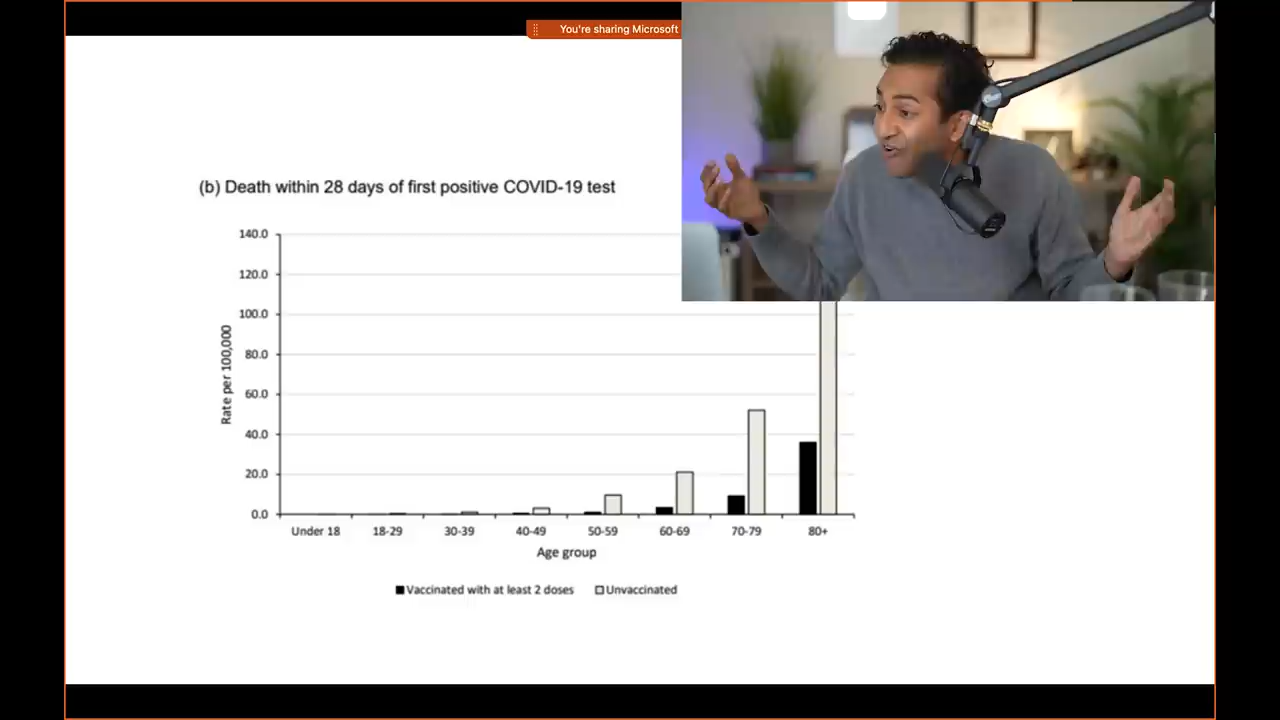 You're sharing Microsoft
(b) Death within 28 days of first positive COVID-19 test
140.0
120.0
100.0
80.0
60.0
40.0
20.0
0.0
Rate per 100,000
Under 18 18-29 30-39 40-49 50-59 60-69 70-79 80+
Age group
Vaccinated with at least 2 doses Unvaccinated